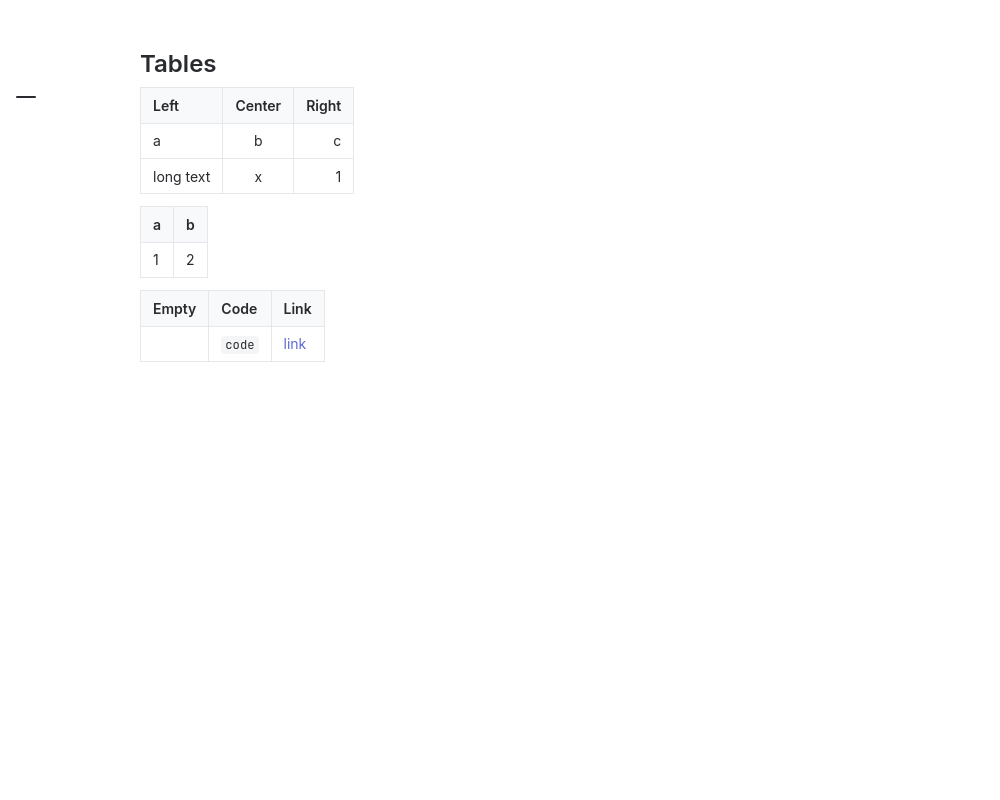 Tables
Left Center Right
a b c
long text x 1
a b
1 2
Empty Code Link
code link